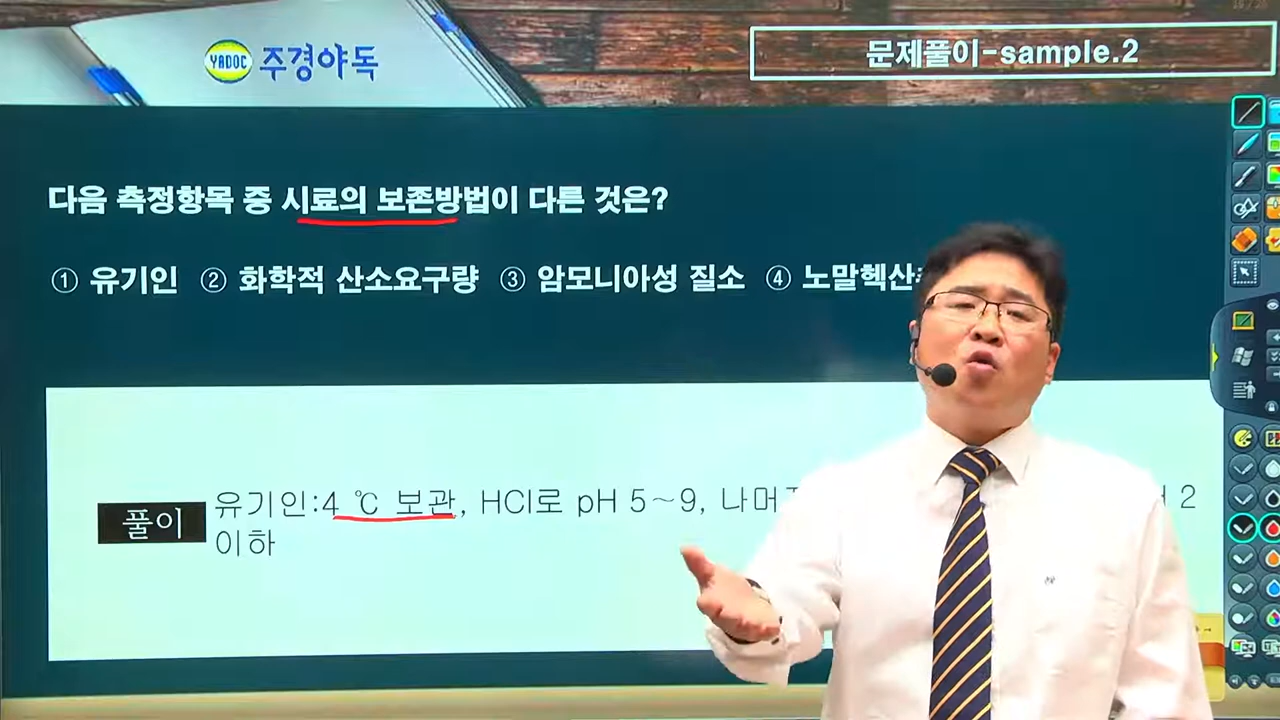 YADOC 주경야독
문제풀이-sample.2
다음 측정항목 중 시료의 보존방법이 다른 것은?
① 유기인 ② 화학적 산소요구량 ③ 암모니아성 질소 ④ 노말헥산
풀이
유기인:4 ℃ 보관, HCl로 pH 5~9, 2
이하